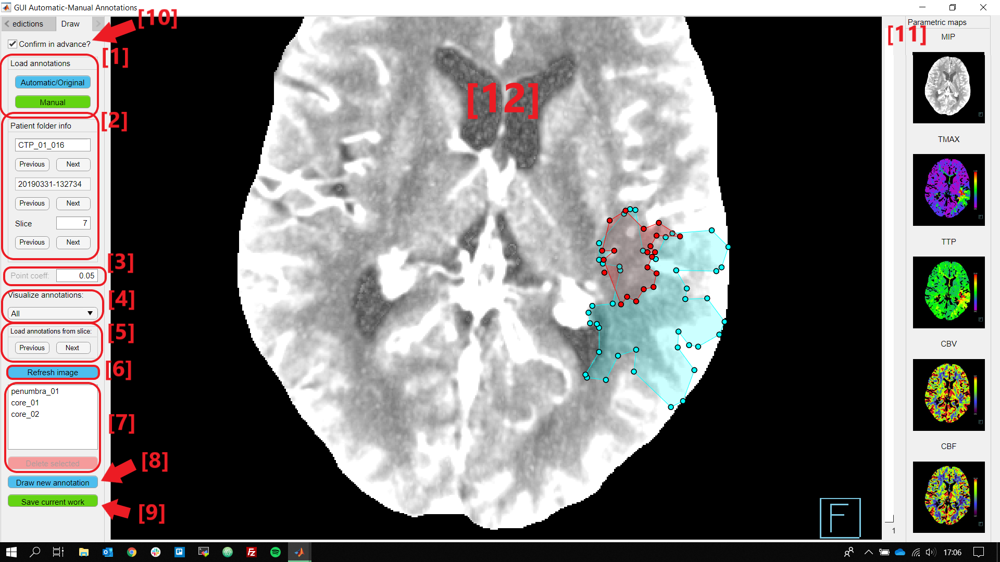 GUI Automatic-Manual Annotations
edictions
Draw
[10]
Confirm in advance?
[1]
Load annotations
Automatic/Original
Manual
[2]
Patient folder info
CTP_01_016
Previous
Next
20190331-132734
Previous
Next
Slice
7
Previous
Next
[3]
Point coeff:
0.05
[4]
Visualize annotations:
All
[5]
Load annotations from slice:
Previous
Next
[6]
Refresh image
[7]
penumbra_01
core_01
core_02
Delete selected
[8]
Draw new annotation
[9]
Save current work
[12]
F
[11]
1
Parametric maps
MIP
TMAX
TTP
CBV
CBF
17:06